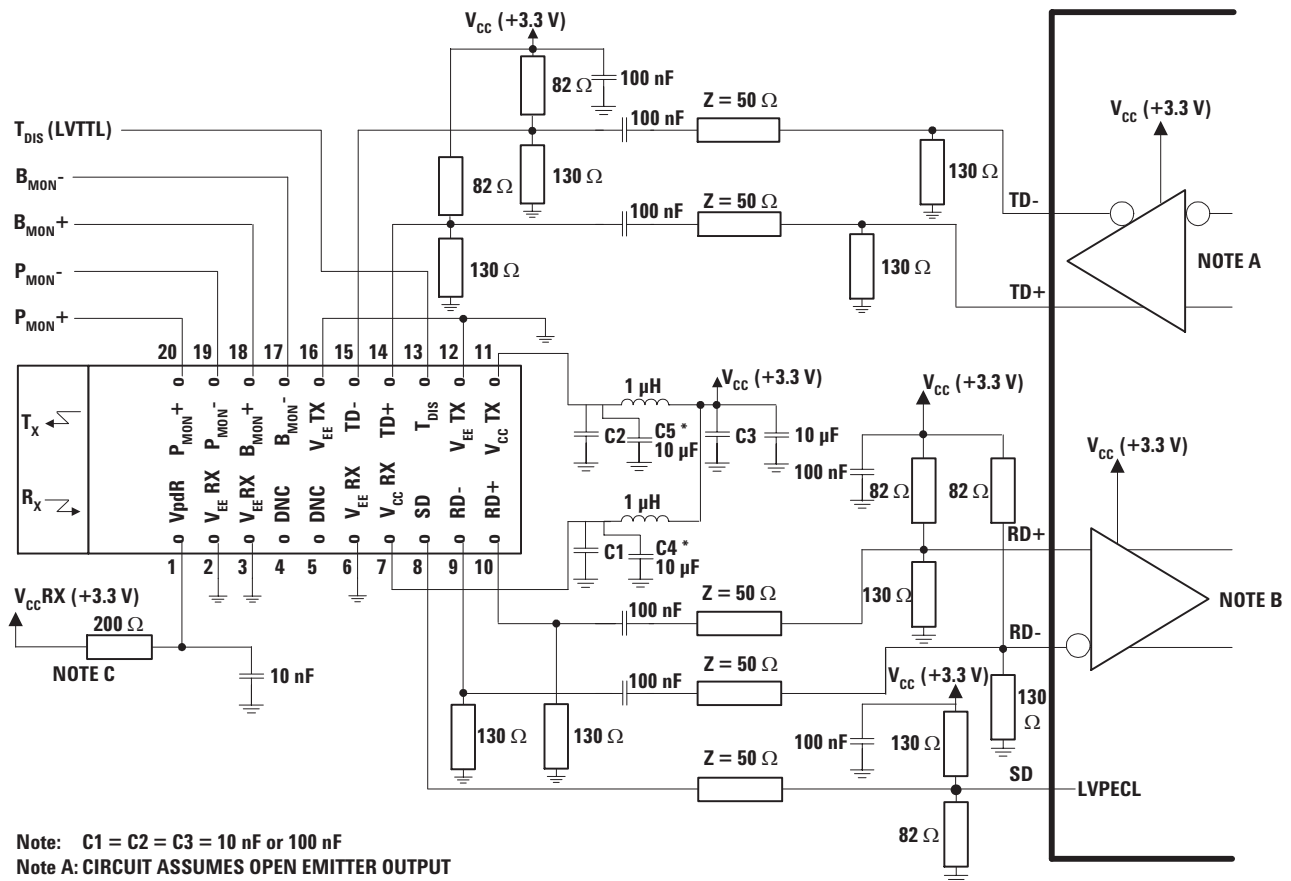 V_CC (+3.3 V)
82 Ω
100 nF
Z = 50 Ω
100 nF
V_CC (+3.3 V)
T_DIS (LVTTL)
130 Ω
130 Ω
B_MON-
82 Ω
Z = 50 Ω
100 nF
TD-
B_MON+
130 Ω
130 Ω
NOTE A
P_MON-
TD+
P_MON+
20 19 18 17 16 15 14 13 12 11
1 µH
V_CC (+3.3 V)
V_CC (+3.3 V)
T_X
P_MON+
P_MON-
B_MON+
B_MON-
V_EE TX
TD-
TD+
T_DIS
V_EE TX
V_CC TX
C2
C5 *
10 µF
C3
10 µF
V_CC (+3.3 V)
100 nF
82 Ω
82 Ω
R_X
VpdR
V_EE RX
V_EE RX
DNC
DNC
V_EE RX
V_CC RX
SD
RD-
RD+
1 µH
C1
C4 *
10 µF
RD+
1 2 3 4 5 6 7 8 9 10
V_CC RX (+3.3 V)
200 Ω
NOTE C
10 nF
100 nF
Z = 50 Ω
130 Ω
NOTE B
RD-
Z = 50 Ω
100 nF
V_CC (+3.3 V)
130 Ω
130 Ω
130 Ω
100 nF
130 Ω
Z = 50 Ω
SD
LVPECL
82 Ω
Note: C1 = C2 = C3 = 10 nF or 100 nF
Note A: CIRCUIT ASSUMES OPEN EMITTER OUTPUT